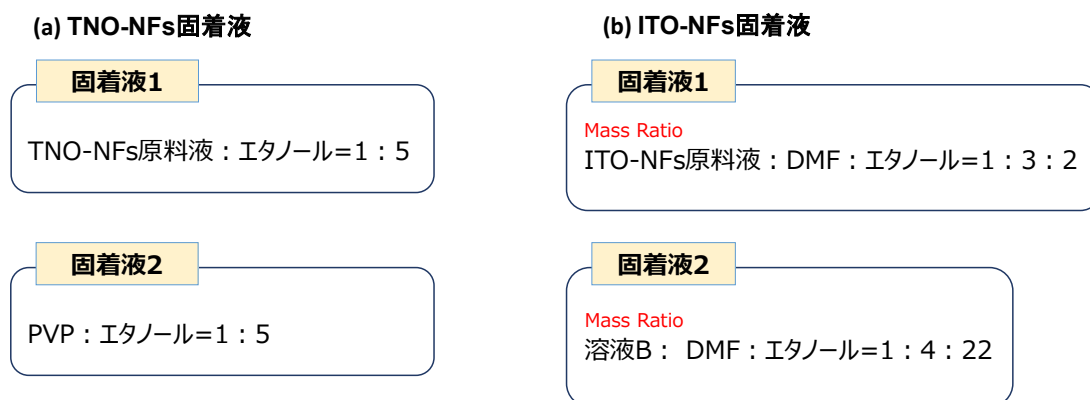 (a) TNO-NFs固着液
固着液1
TNO-NFs原料液：エタノール=1：5
固着液2
PVP：エタノール=1：5
(b) ITO-NFs固着液
固着液1
Mass Ratio
ITO-NFs原料液：DMF：エタノール=1：3：2
固着液2
Mass Ratio
溶液B： DMF：エタノール=1：4：22